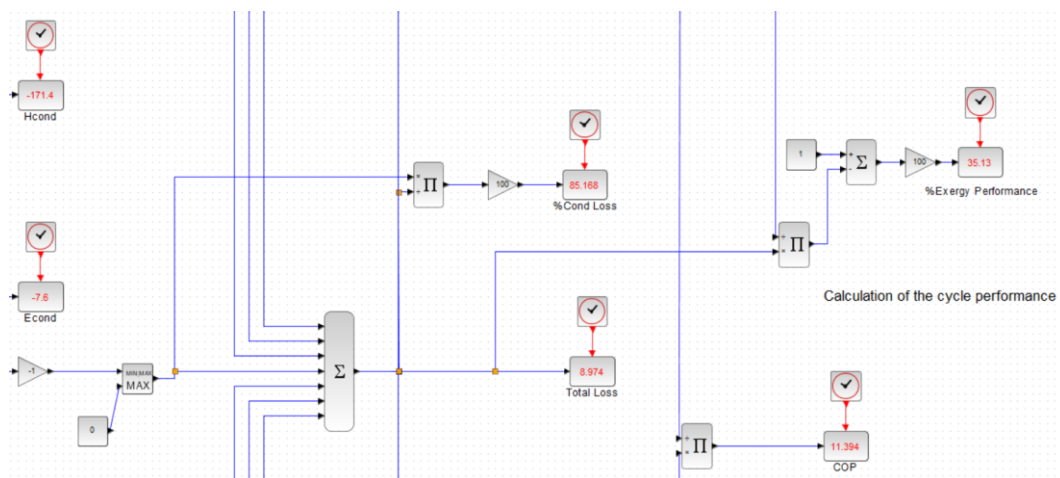 -171.4
Hcond
100
85.168
%Cond Loss
1
Σ
100
35.13
%Exergy Performance
Π
Π
-7.6
Econd
Calculation of the cycle performance
-1
MIN/MAX
MAX
0
Σ
8.974
Total Loss
Π
11.394
COP